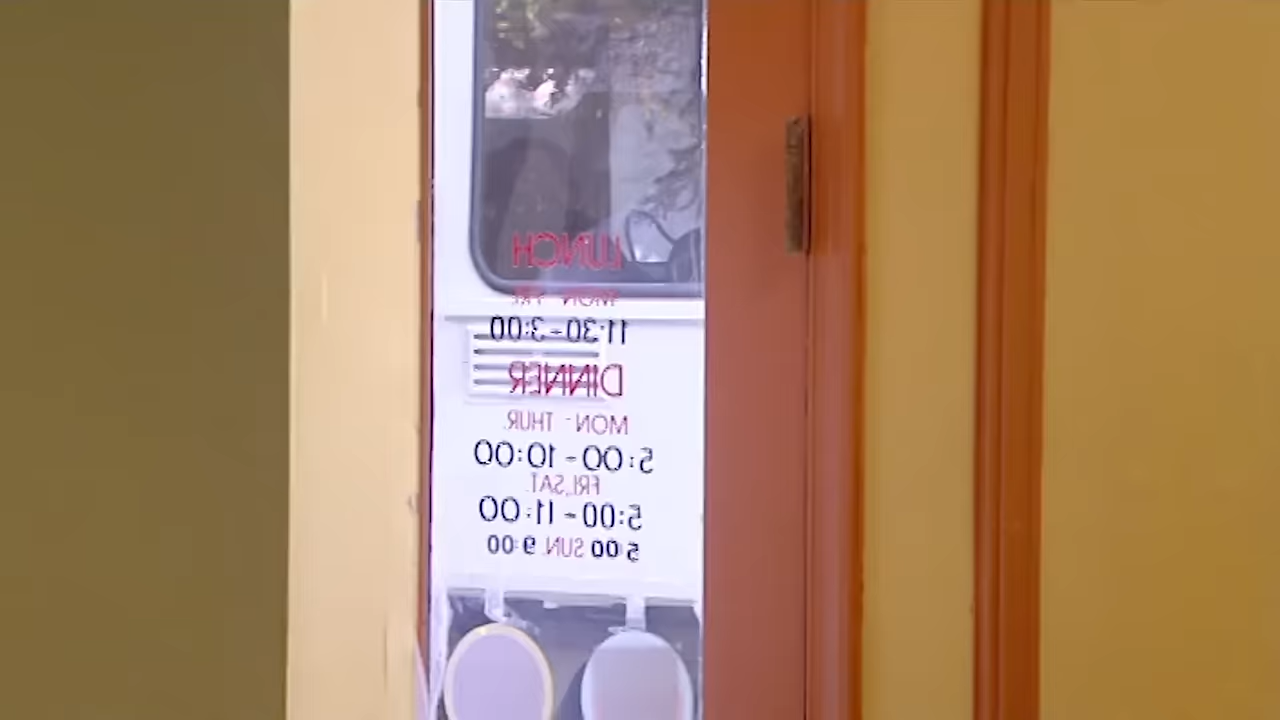 LUNCH
MON - FRI.
11:30-3:00
DINNER
MON - THUR.
5:00-10:00
FRI.,SAT.
5:00-11:00
5:00 SUN. 9:00